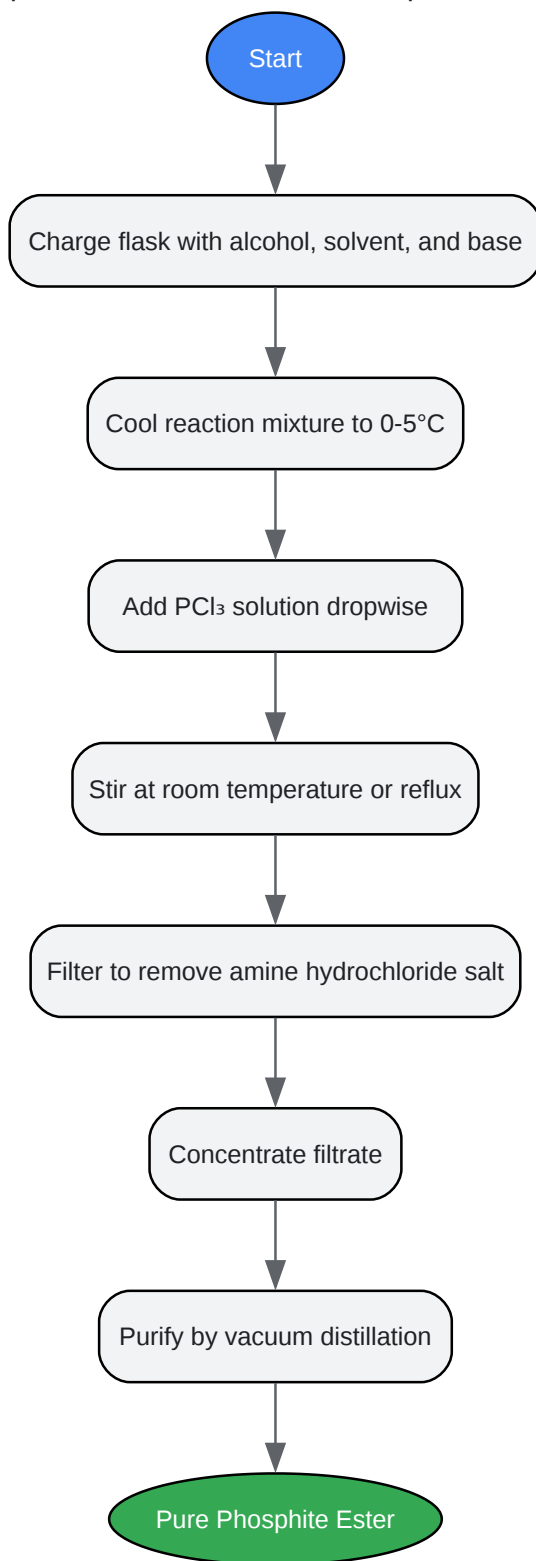 Start
Charge flask with alcohol, solvent, and base
Cool reaction mixture to 0-5°C
Add PCl₃ solution dropwise
Stir at room temperature or reflux
Filter to remove amine hydrochloride salt
Concentrate filtrate
Purify by vacuum distillation
Pure Phosphite Ester